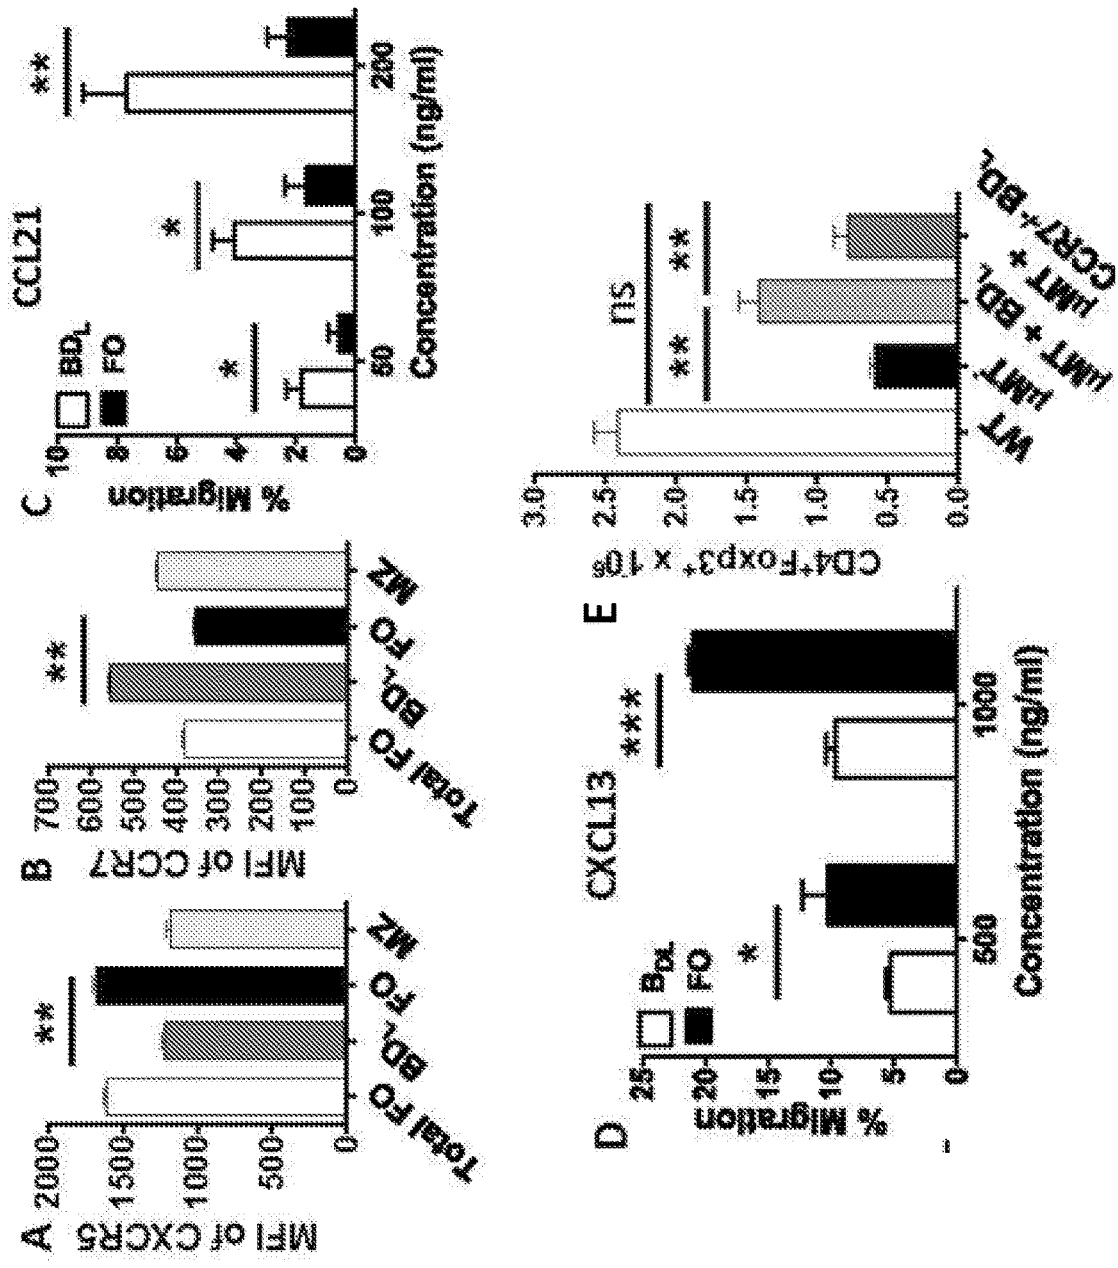 A
MFI of CXCR5
2000
1500
1000
500
0
Total FO
BDL
FO
MZ
**
B
MFI of CCR7
700
600
500
400
300
200
100
0
Total FO
BDL
FO
MZ
**
C
CCL21
BDL
FO
% Migration
10
8
6
4
2
0
50
100
200
Concentration (ng/ml)
*
*
**
D
CXCL13
BDL
FO
% Migration
25
20
15
10
5
0
500
1000
Concentration (ng/ml)
*
***
E
CD4+Foxp3+ x 10⁶
3.0
2.5
2.0
1.5
1.0
0.5
0.0
WT
µMT
µMT + BDL
µMT +
CCR7-/- BDL
ns
**
**